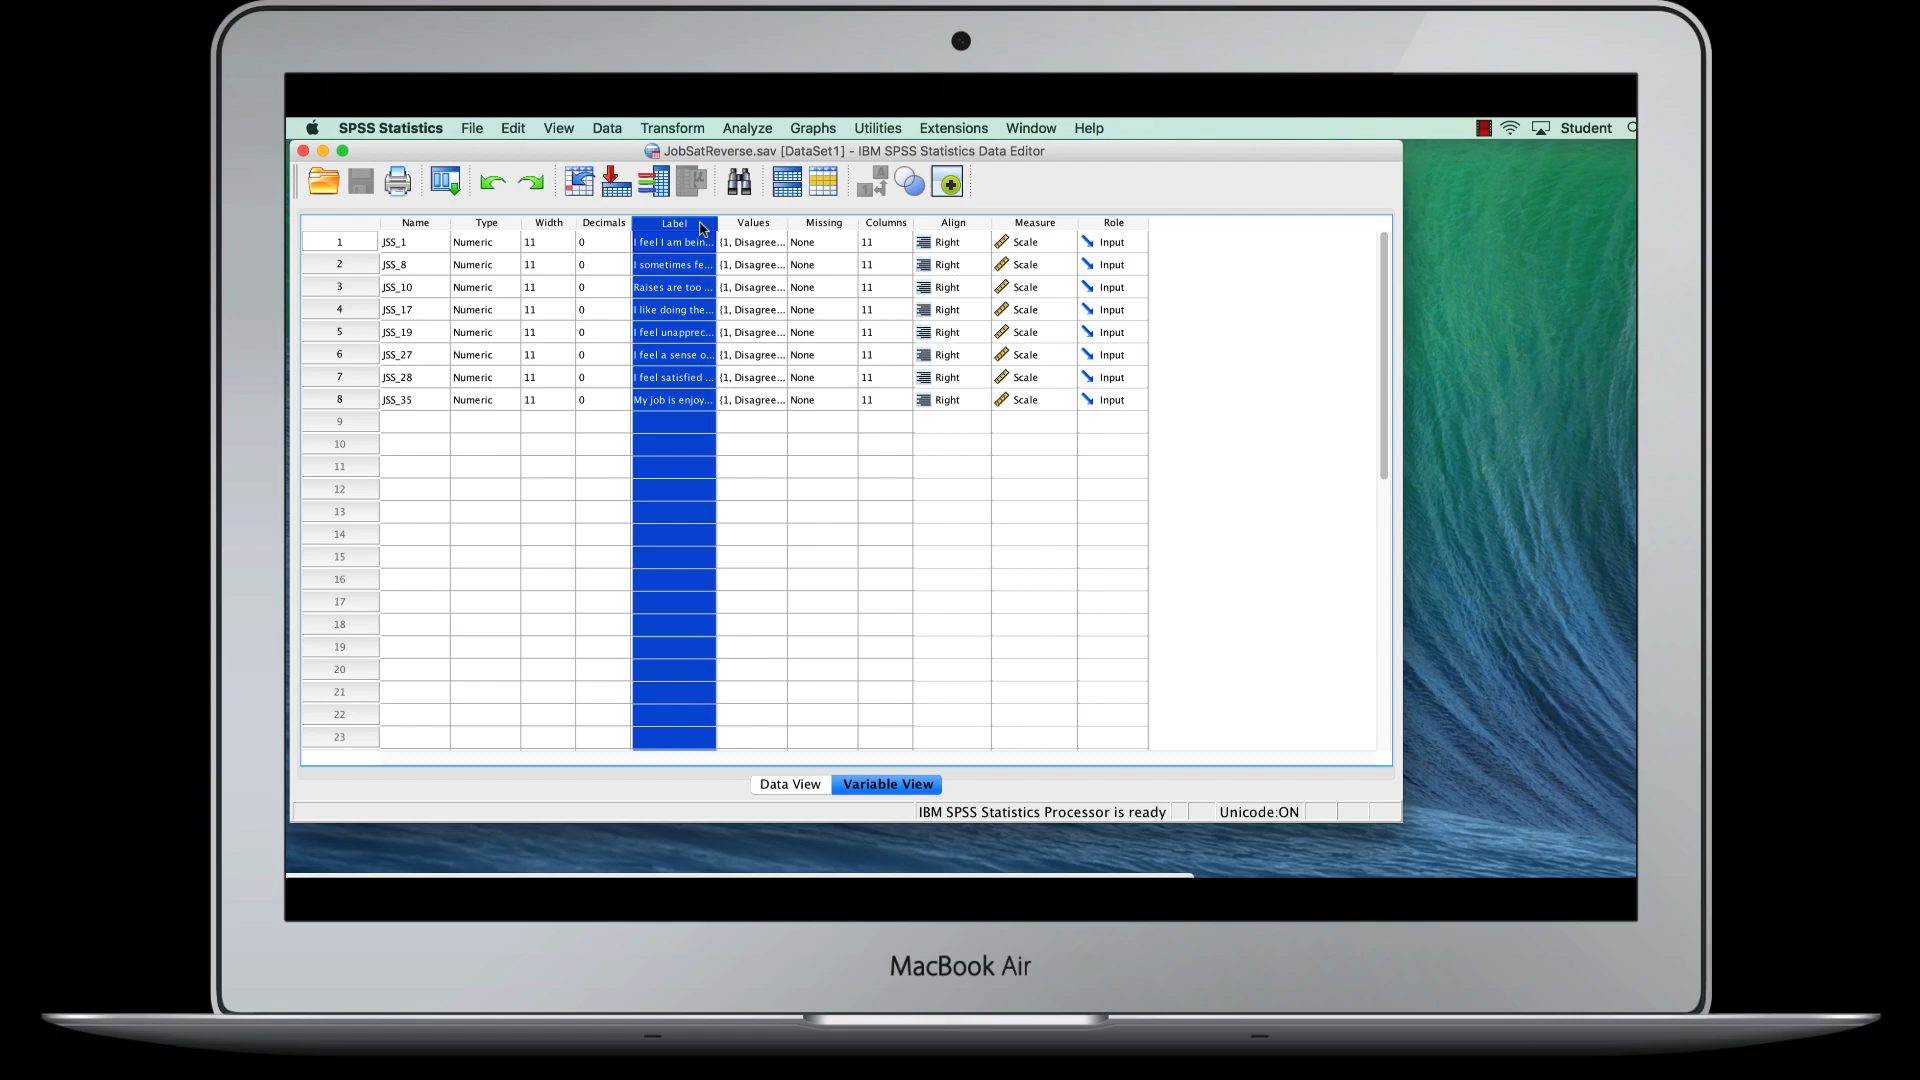 SPSS Statistics File Edit View Data Transform Analyze Graphs Utilities Extensions Window Help Student
JobSatReverse.sav [DataSet1] - IBM SPSS Statistics Data Editor
Name Type Width Decimals Label Values Missing Columns Align Measure Role
1 JSS_1 Numeric 11 0 I feel I am bein... {1, Disagree... None 11 Right Scale Input
2 JSS_8 Numeric 11 0 I sometimes fe... {1, Disagree... None 11 Right Scale Input
3 JSS_10 Numeric 11 0 Raises are too ... {1, Disagree... None 11 Right Scale Input
4 JSS_17 Numeric 11 0 I like doing the... {1, Disagree... None 11 Right Scale Input
5 JSS_19 Numeric 11 0 I feel unapprec... {1, Disagree... None 11 Right Scale Input
6 JSS_27 Numeric 11 0 I feel a sense o... {1, Disagree... None 11 Right Scale Input
7 JSS_28 Numeric 11 0 I feel satisfied ... {1, Disagree... None 11 Right Scale Input
8 JSS_35 Numeric 11 0 My job is enjoy... {1, Disagree... None 11 Right Scale Input
9
10
11
12
13
14
15
16
17
18
19
20
21
22
23
Data View Variable View
IBM SPSS Statistics Processor is ready Unicode:ON
MacBook Air